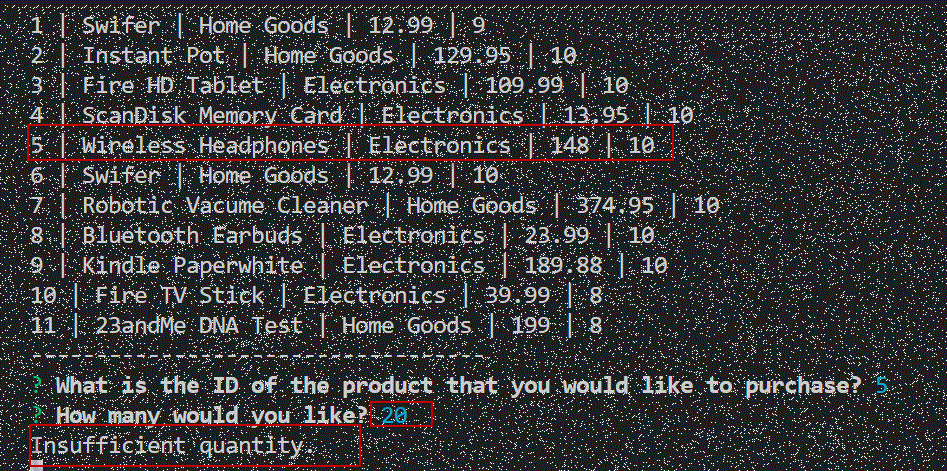 1 | Swifer | Home Goods | 12.99 | 9
2 | Instant Pot | Home Goods | 129.95 | 10
3 | Fire HD Tablet | Electronics | 109.99 | 10
4 | ScanDisk Memory Card | Electronics | 13.95 | 10
5 | Wireless Headphones | Electronics | 148 | 10
6 | Swifer | Home Goods | 12.99 | 10
7 | Robotic Vacume Cleaner | Home Goods | 374.95 | 10
8 | Bluetooth Earbuds | Electronics | 23.99 | 10
9 | Kindle Paperwhite | Electronics | 189.88 | 10
10 | Fire TV Stick | Electronics | 39.99 | 8
11 | 23andMe DNA Test | Home Goods | 199 | 8
-----------------------------------
? What is the ID of the product that you would like to purchase? 5
? How many would you like? 20
Insufficient quantity.